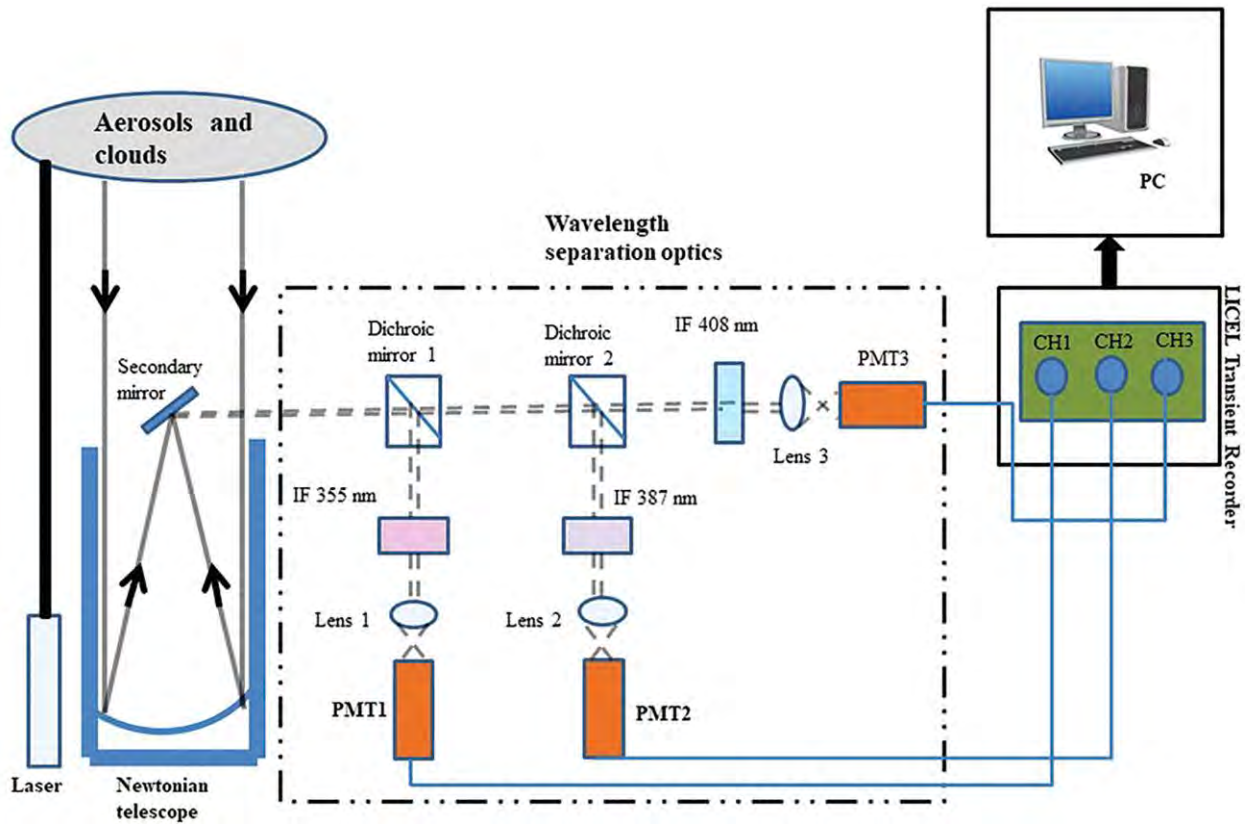 Aerosols and
clouds
PC
Wavelength
separation optics
LICEL Transient Recorder
CH1 CH2 CH3
Dichroic
mirror 1
Dichroic
mirror 2
IF 408 nm
PMT3
Secondary
mirror
Lens 3
IF 355 nm
IF 387 nm
Lens 1
Lens 2
PMT1
PMT2
Laser
Newtonian
telescope